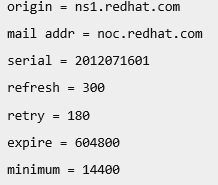 origin = ns1.redhat.com
mail addr = noc.redhat.com
serial = 2012071601
refresh = 300
retry = 180
expire = 604800
minimum = 14400